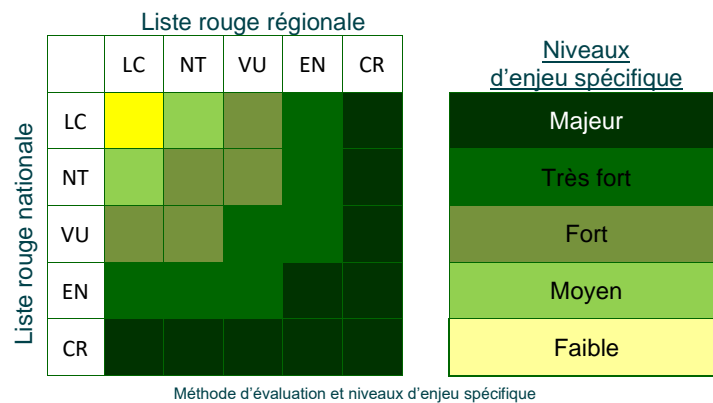 Liste rouge régionale
LC NT VU EN CR
Liste rouge nationale
LC
NT
VU
EN
CR
Niveaux
d'enjeu spécifique
Majeur
Très fort
Fort
Moyen
Faible
Méthode d'évaluation et niveaux d'enjeu spécifique